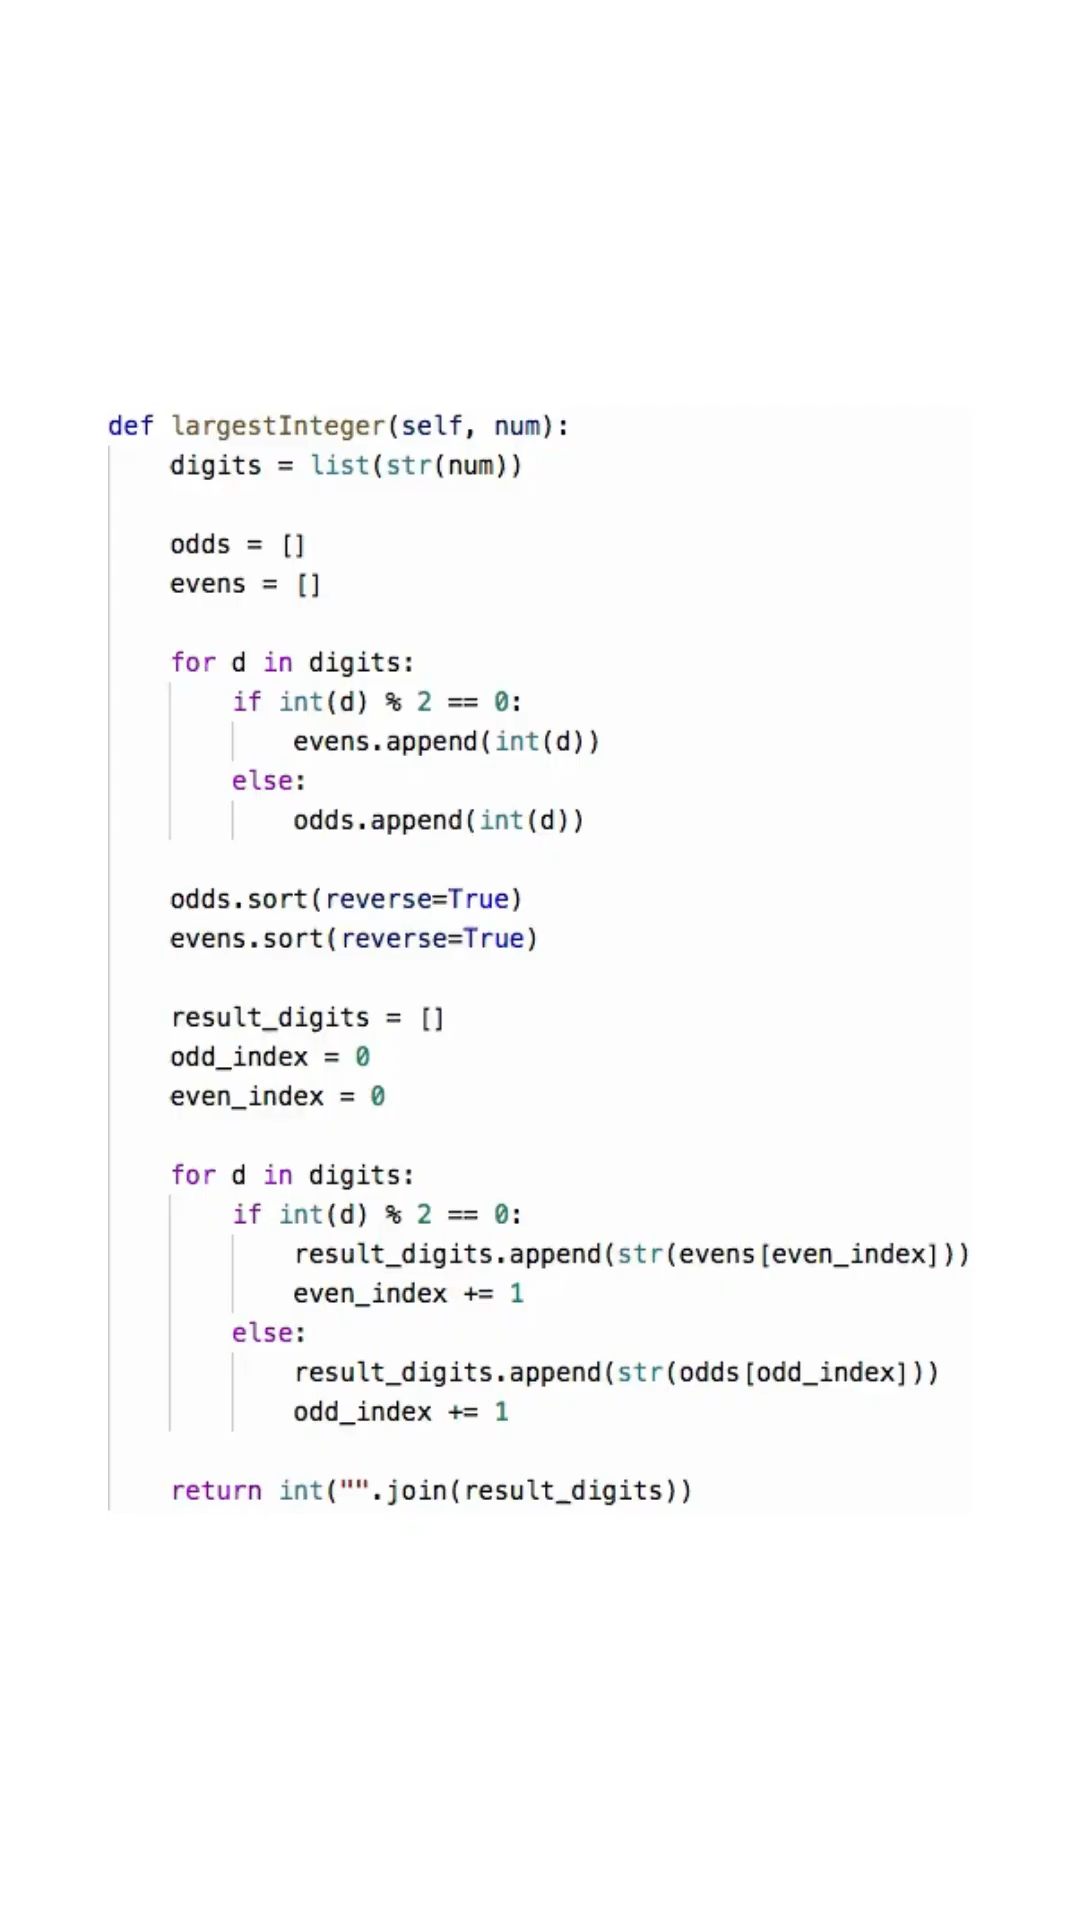 def largestInteger(self, num):
    digits = list(str(num))

    odds = []
    evens = []

    for d in digits:
        if int(d) % 2 == 0:
            evens.append(int(d))
        else:
            odds.append(int(d))

    odds.sort(reverse=True)
    evens.sort(reverse=True)

    result_digits = []
    odd_index = 0
    even_index = 0

    for d in digits:
        if int(d) % 2 == 0:
            result_digits.append(str(evens[even_index]))
            even_index += 1
        else:
            result_digits.append(str(odds[odd_index]))
            odd_index += 1

    return int("".join(result_digits))